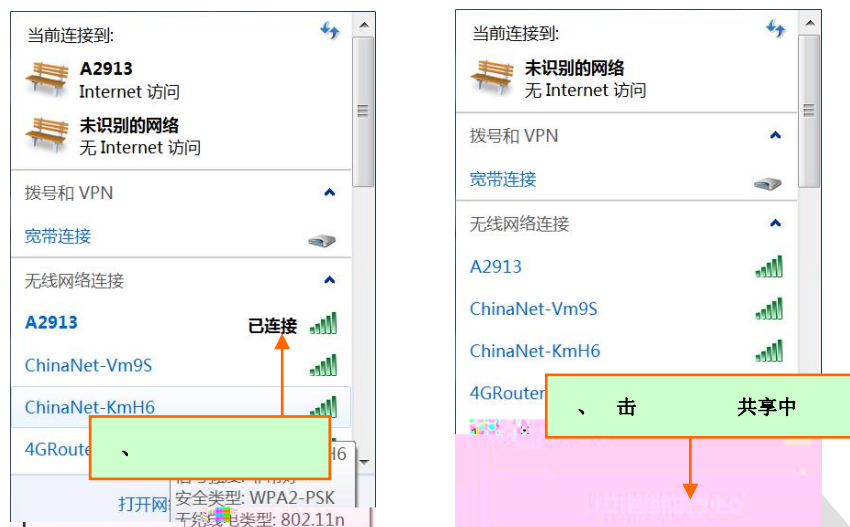 当前连接到:
A2913
Internet 访问
未识别的网络
无 Internet 访问
拨号和 VPN
宽带连接
无线网络连接
A2913 已连接
ChinaNet-Vm9S
ChinaNet-KmH6
、
4GRoute H6
打开网
安全类型: WPA2-PSK
802.11n
当前连接到:
未识别的网络
无 Internet 访问
拨号和 VPN
宽带连接
无线网络连接
A2913
ChinaNet-Vm9S
ChinaNet-KmH6
4GRouter
、 击 共享中